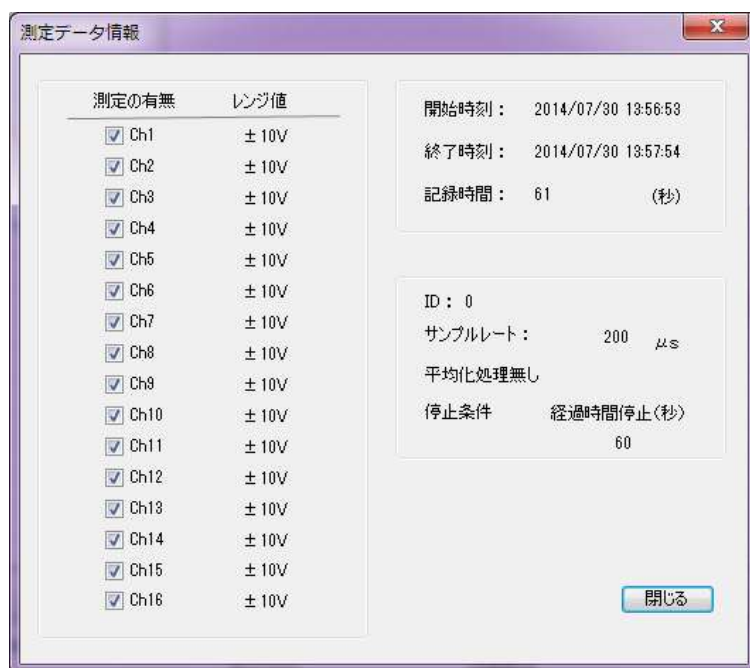 測定データ情報
測定の有無 レンジ値
Ch1 ± 10V
Ch2 ± 10V
Ch3 ± 10V
Ch4 ± 10V
Ch5 ± 10V
Ch6 ± 10V
Ch7 ± 10V
Ch8 ± 10V
Ch9 ± 10V
Ch10 ± 10V
Ch11 ± 10V
Ch12 ± 10V
Ch13 ± 10V
Ch14 ± 10V
Ch15 ± 10V
Ch16 ± 10V
開始時刻： 2014/07/30 13:56:53
終了時刻： 2014/07/30 13:57:54
記録時間： 61 (秒)
ID： 0
サンプルレート： 200 μs
平均化処理無し
停止条件 経過時間停止(秒)
60
閉じる